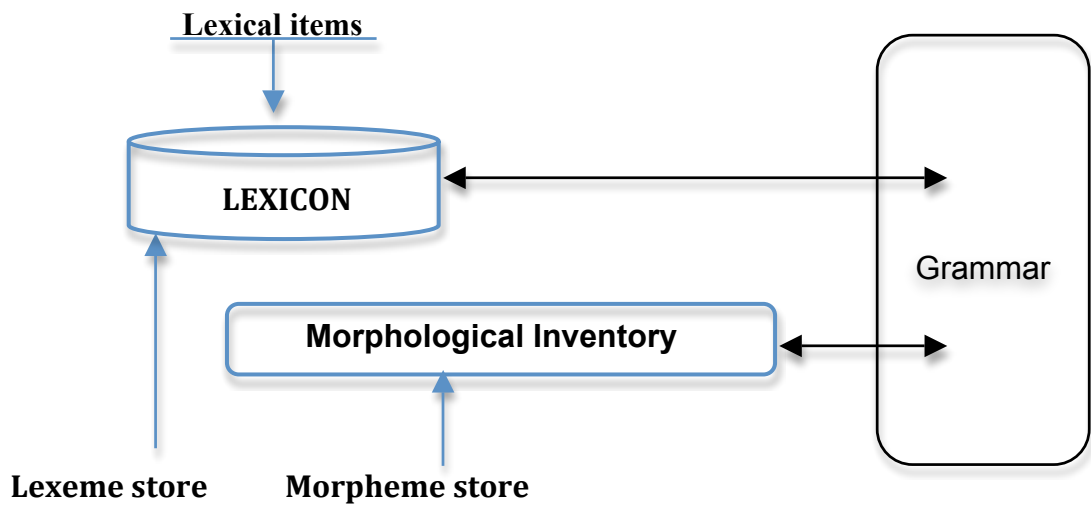 Lexical items
LEXICON
Grammar
Morphological Inventory
Lexeme store
Morpheme store